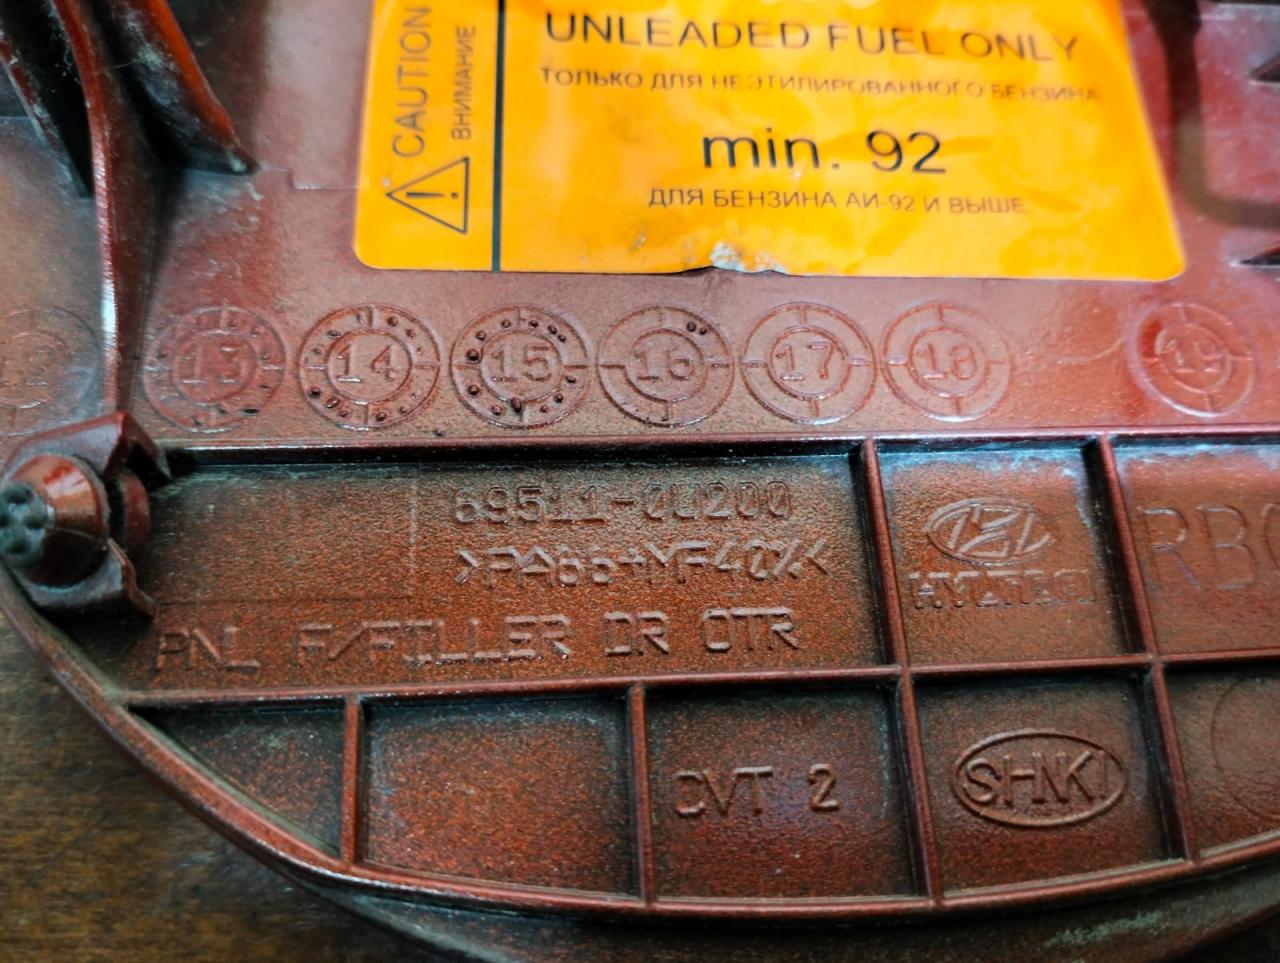 CAUTION
ВНИМАНИЕ
UNLEADED FUEL ONLY
ТОЛЬКО ДЛЯ НЕЭТИЛИРОВАННОГО БЕНЗИНА
min. 92
ДЛЯ БЕНЗИНА АИ-92 И ВЫШЕ
13 14 15 16 17 18 19
69511-0U200
>PA66+MF40%<
PNL F/FILLER DR OTR
HYUNDAI
CVT 2
SHNKI